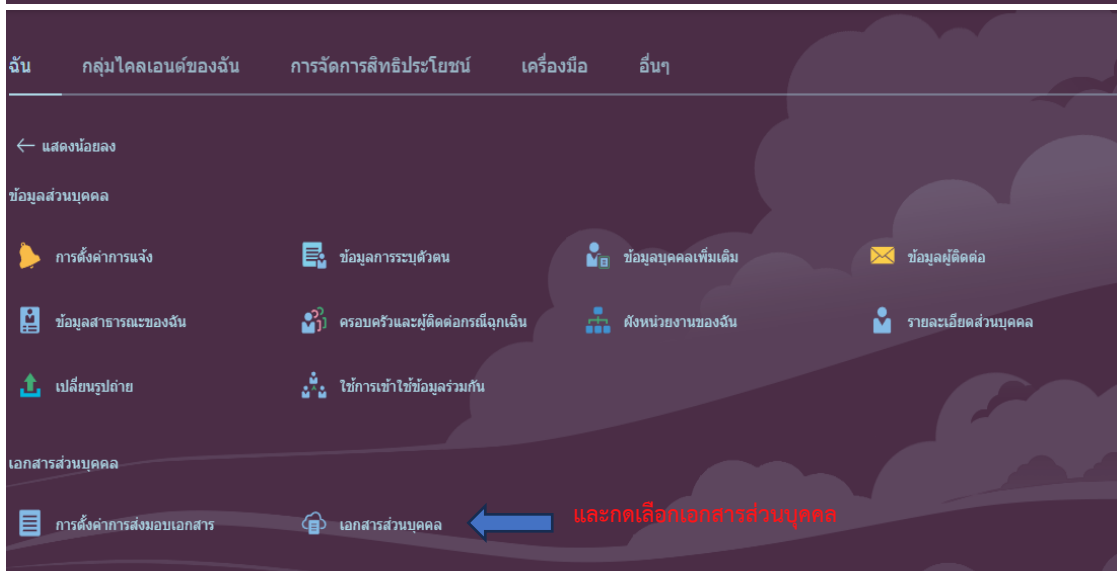 ฉัน กลุ่มไคลเอนต์ของฉัน การจัดการสิทธิประโยชน์ เครื่องมือ อื่นๆ
แสดงน้อยลง
ข้อมูลส่วนบุคคล
การตั้งค่าการแจ้ง ข้อมูลการระบุตัวตน ข้อมูลบุคคลเพิ่มเติม ข้อมูลผู้ติดต่อ
ข้อมูลสาธารณะของฉัน ครอบครัวและผู้ติดต่อกรณีฉุกเฉิน ผังหน่วยงานของฉัน รายละเอียดส่วนบุคคล
เปลี่ยนรูปถ่าย ใช้การเข้าใช้ข้อมูลร่วมกัน
เอกสารส่วนบุคคล
การตั้งค่าการส่งมอบเอกสาร เอกสารส่วนบุคคล และกดเลือกเอกสารส่วนบุคคล